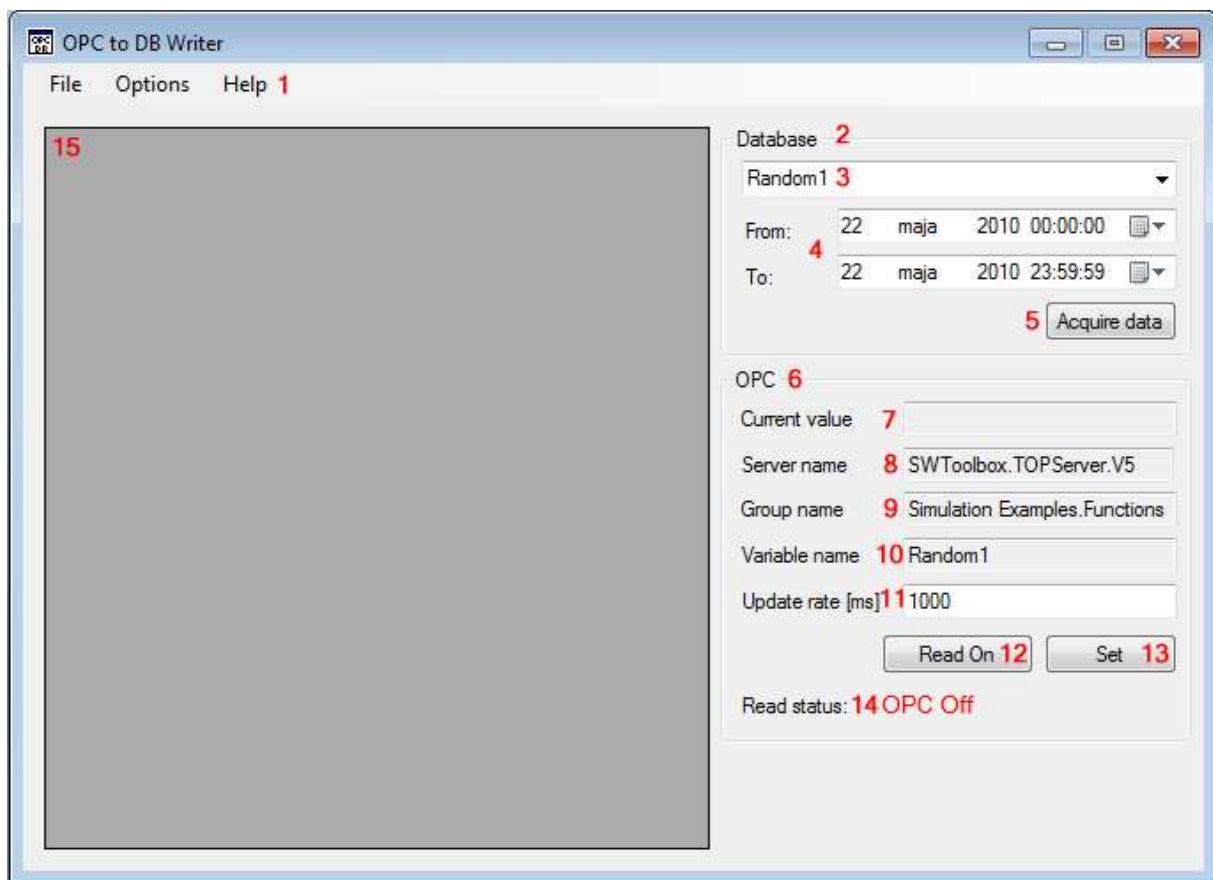 OPC to DB Writer
File Options Help 1
15
Database 2
Random1 3
From: 22 maja 2010 00:00:00
4
To: 22 maja 2010 23:59:59
5 Acquire data
OPC 6
Current value 7
Server name 8 SWToolbox.TOPServer.V5
Group name 9 Simulation Examples.Functions
Variable name 10 Random1
Update rate [ms] 11 1000
Read On 12 Set 13
Read status: 14 OPC Off